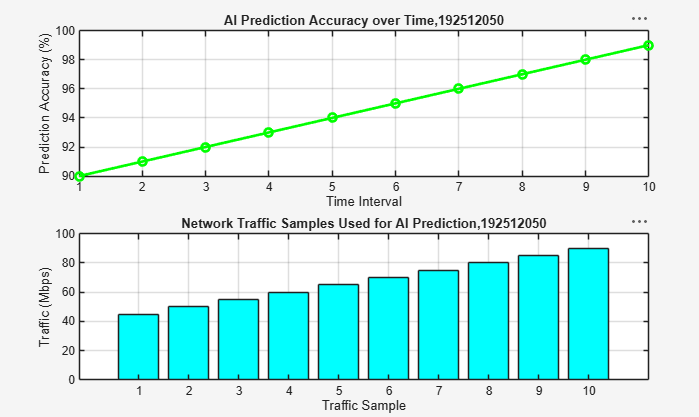 AI Prediction Accuracy over Time,192512050
Prediction Accuracy (%)
100
98
96
94
92
90
1 2 3 4 5 6 7 8 9 10
Time Interval
Network Traffic Samples Used for AI Prediction,192512050
Traffic (Mbps)
100
80
60
40
20
0
1 2 3 4 5 6 7 8 9 10
Traffic Sample